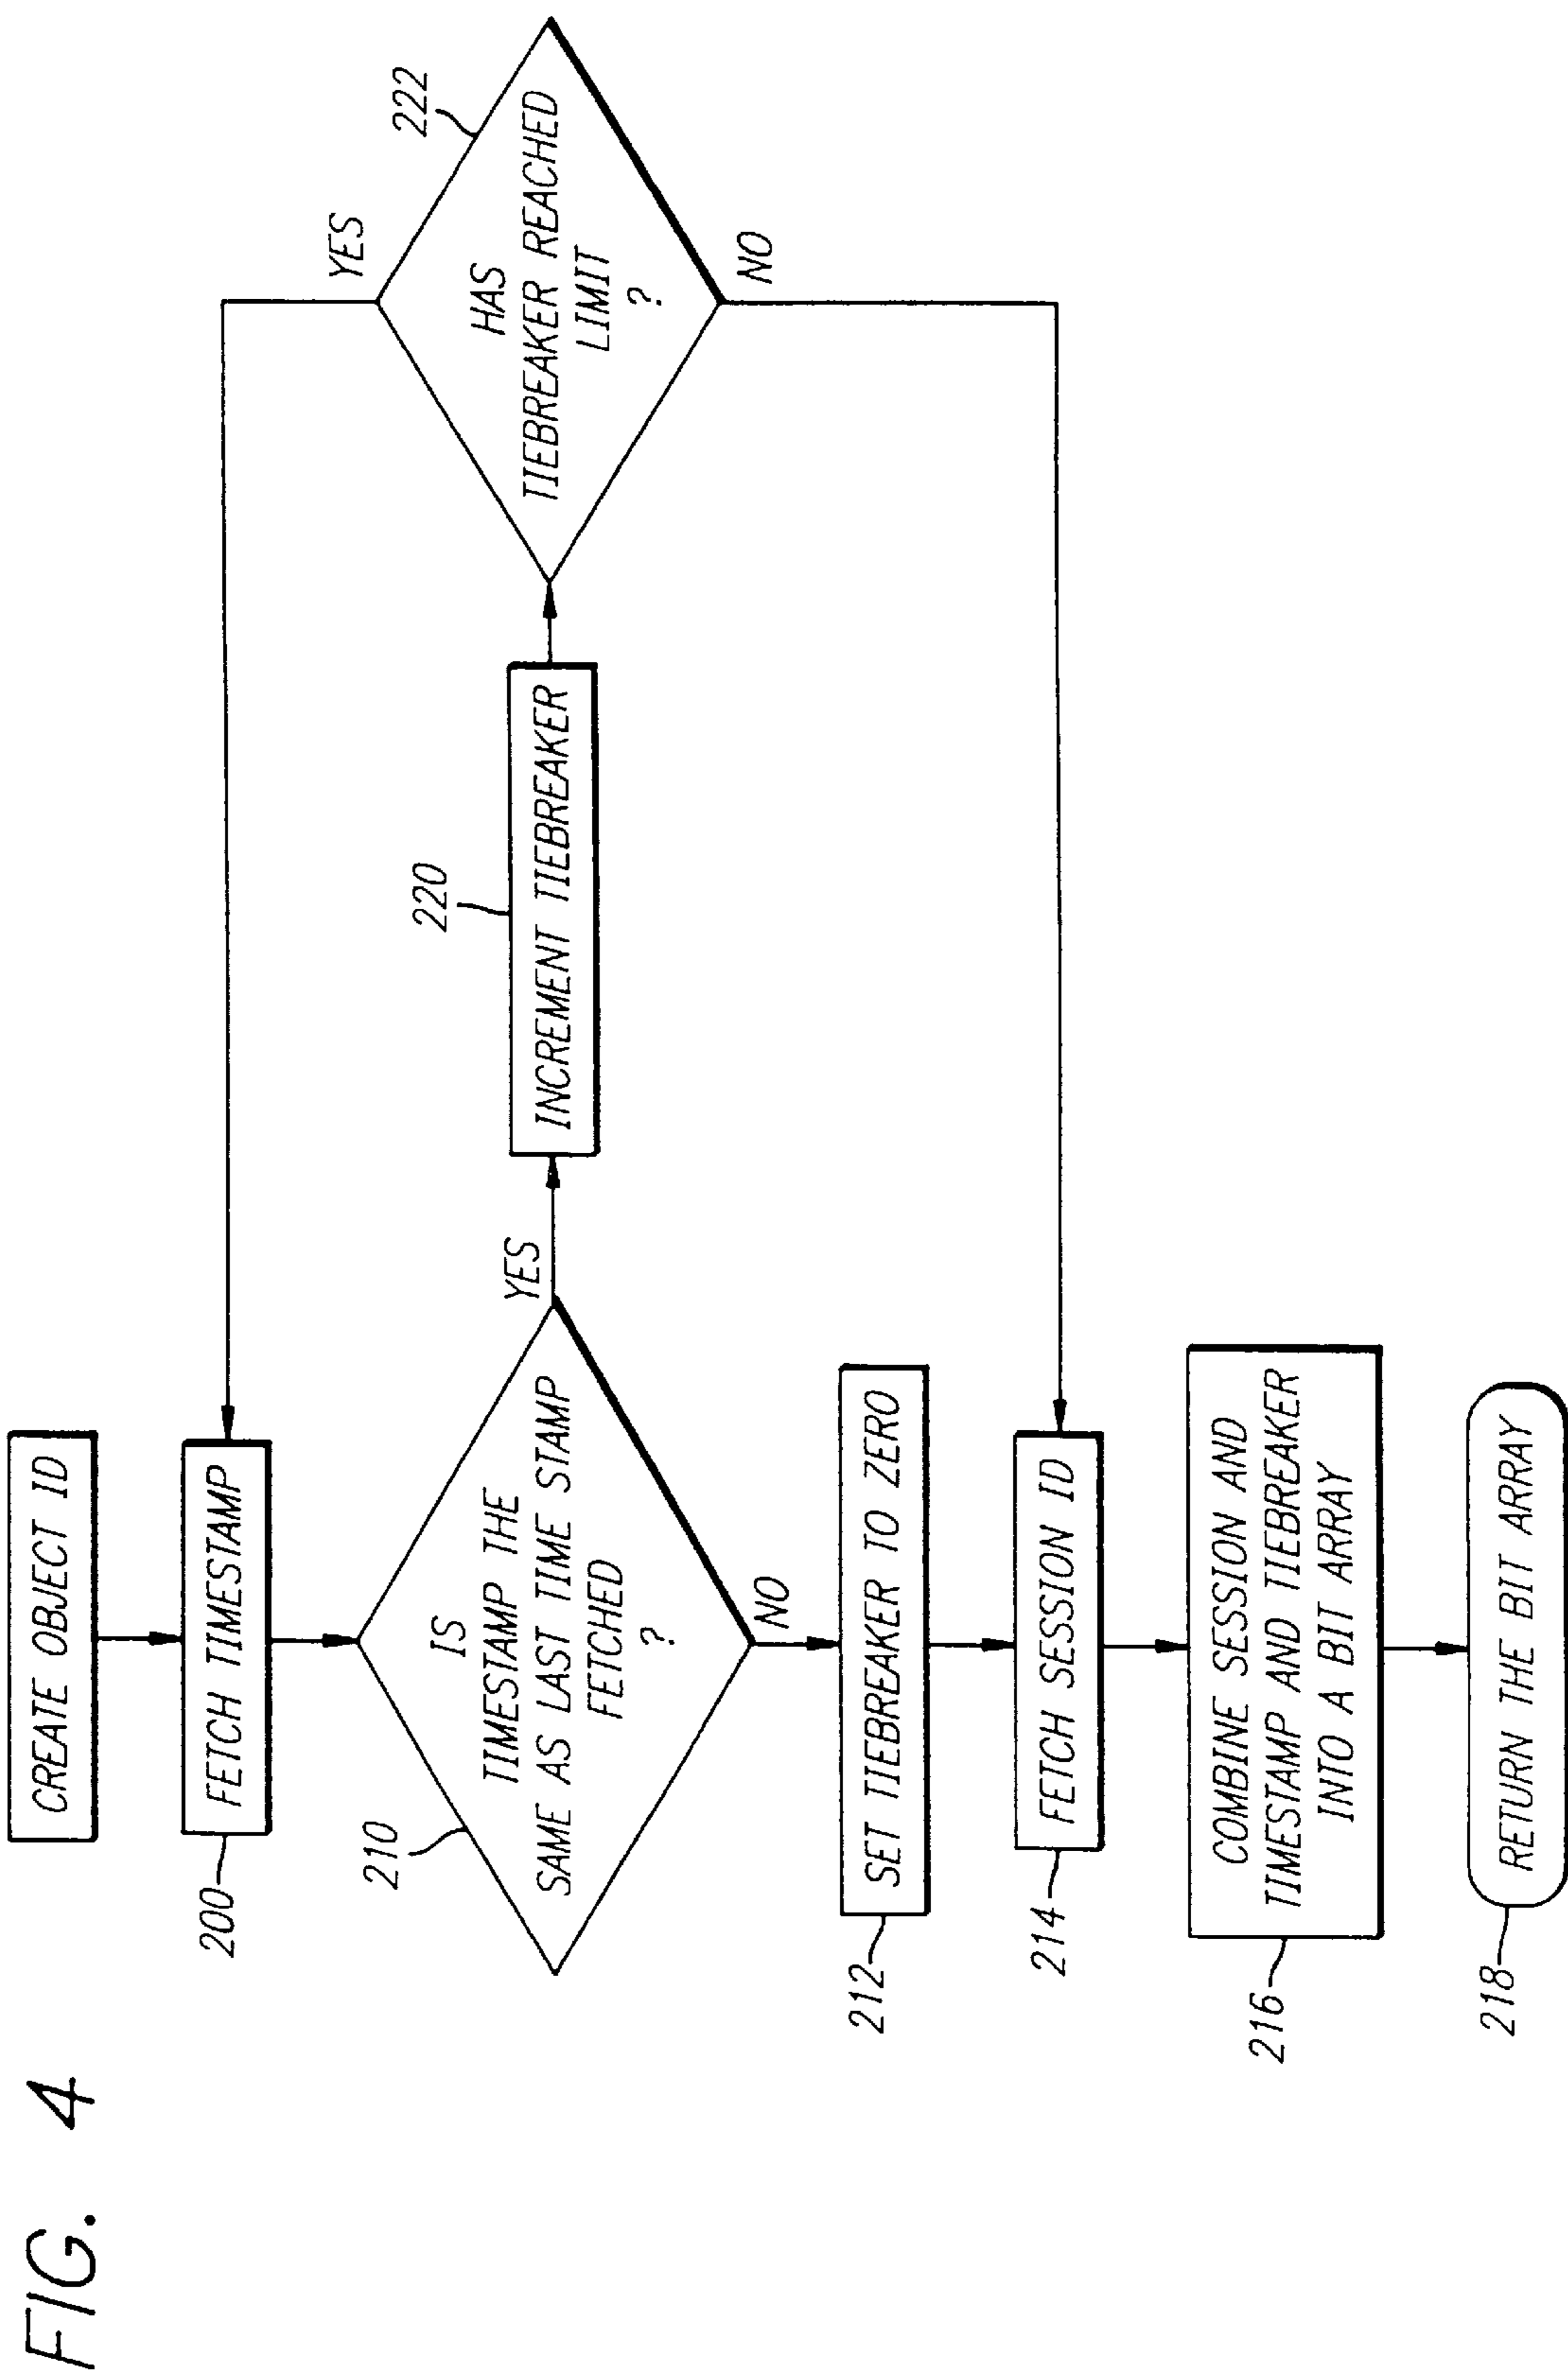 FIG. 4
CREATE OBJECT ID
200
FETCH TIMESTAMP
210
IS
TIMESTAMP THE
SAME AS LAST TIME STAMP
FETCHED
?
YES
NO
220
INCREMENT TIEBREAKER
222
HAS
TIEBREAKER REACHED
LIMIT
?
YES
NO
212
SET TIEBREAKER TO ZERO
214
FETCH SESSION ID
216
COMBINE SESSION AND
TIMESTAMP AND TIEBREAKER
INTO A BIT ARRAY
218
RETURN THE BIT ARRAY